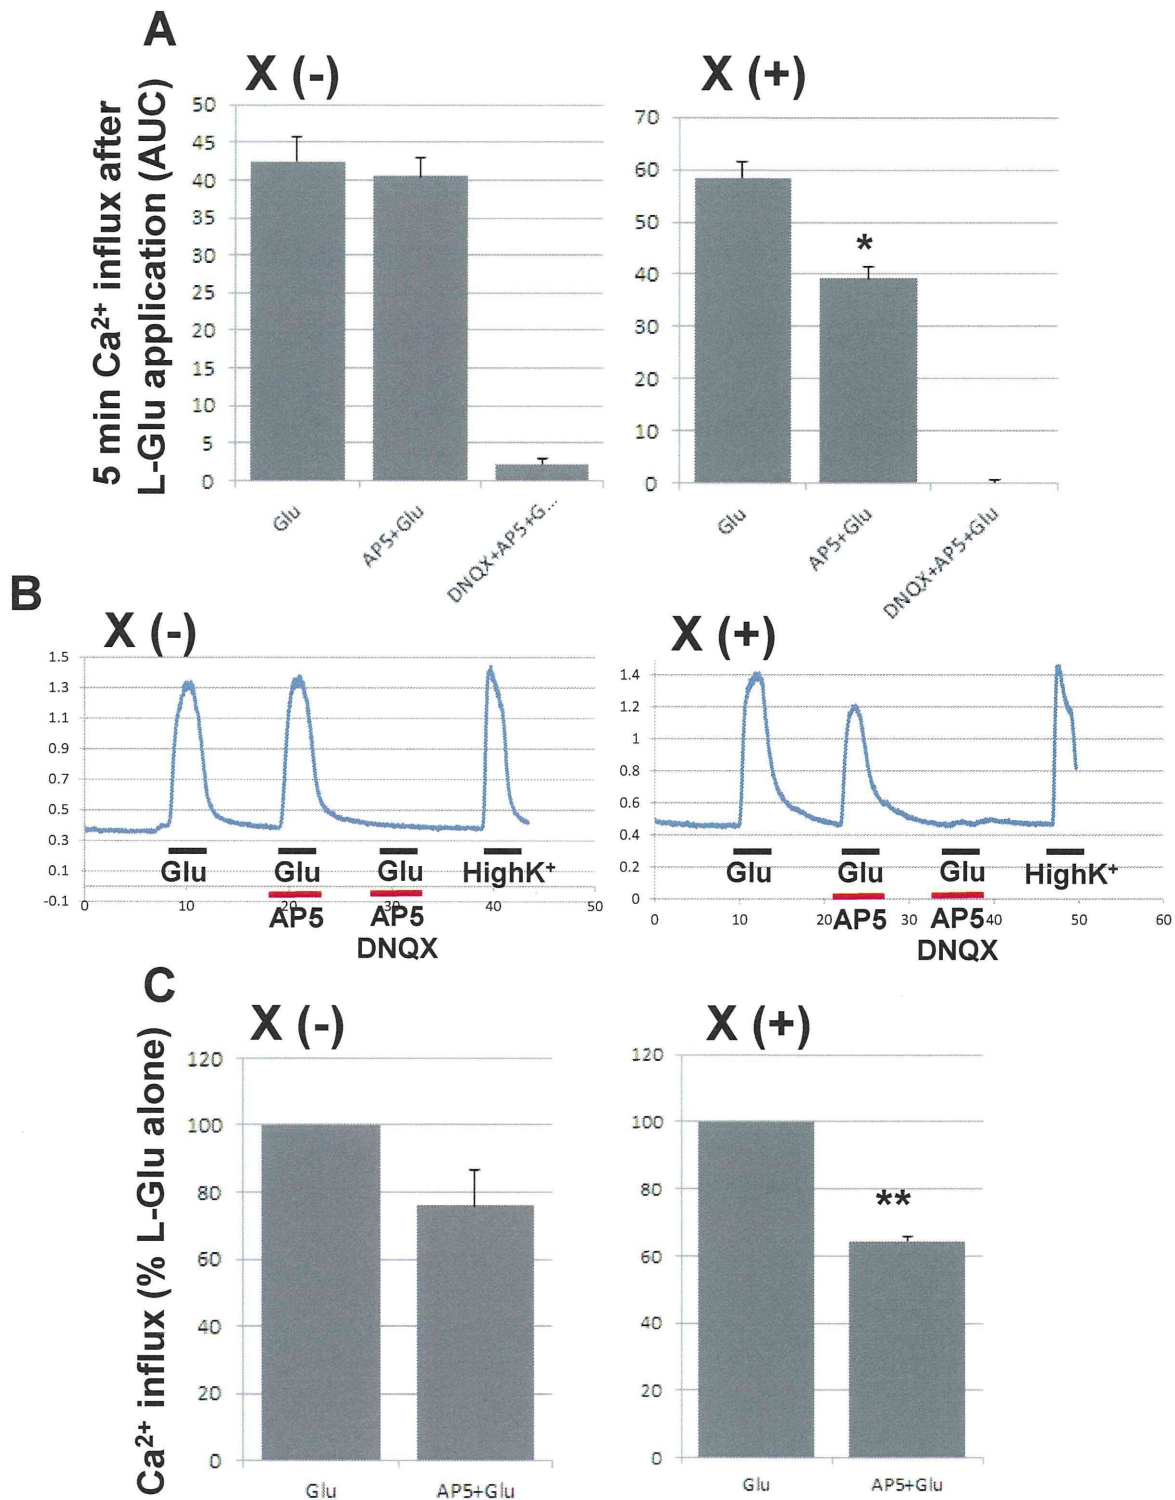 A
X (-)
X (+)
5 min Ca²⁺ influx after
L-Glu application (AUC)
50
45
40
35
30
25
20
15
10
5
0
Glu
AP5+Glu
DNQX+AP5+G...
70
60
50
40
30
20
10
0
Glu
AP5+Glu
DNQX+AP5+Glu
B
X (-)
1.5
1.3
1.1
0.9
0.7
0.5
0.3
0.1
-0.1
Glu
Glu
Glu
HighK⁺
0
10
20
30
40
50
AP5
AP5
DNQX
X (+)
1.4
1.2
1
0.8
0.6
0.4
0.2
0
Glu
Glu
Glu
HighK⁺
0
10
20
30
40
50
60
AP5
AP5
DNQX
C
Ca²⁺ influx (% L-Glu alone)
X (-)
120
100
80
60
40
20
0
Glu
AP5+Glu
X (+)
120
100
80
60
40
20
0
**
Glu
AP5+Glu